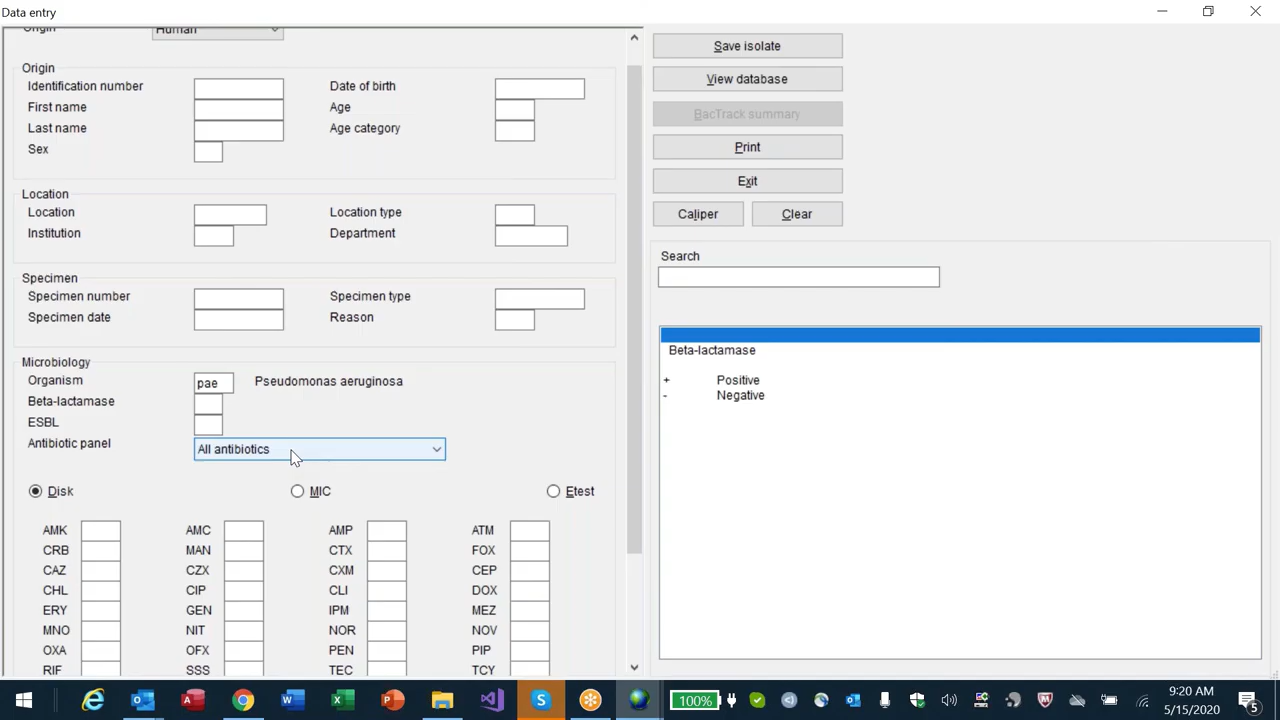 Data entry
Origin Human
Origin
Identification number Date of birth
First name Age
Last name Age category
Sex
Location
Location Location type
Institution Department
Specimen
Specimen number Specimen type
Specimen date Reason
Microbiology
Organism pae Pseudomonas aeruginosa
Beta-lactamase
ESBL
Antibiotic panel All antibiotics
Disk MIC Etest
AMK AMC AMP ATM
CRB MAN CTX FOX
CAZ CZX CXM CEP
CHL CIP CLI DOX
ERY GEN IPM MEZ
MNO NIT NOR NOV
OXA OFX PEN PIP
RIF SSS TEC TCY
Save isolate
View database
BacTrack summary
Print
Exit
Caliper Clear
Search
Beta-lactamase
+ Positive
- Negative
100%
9:20 AM
5/15/2020
5